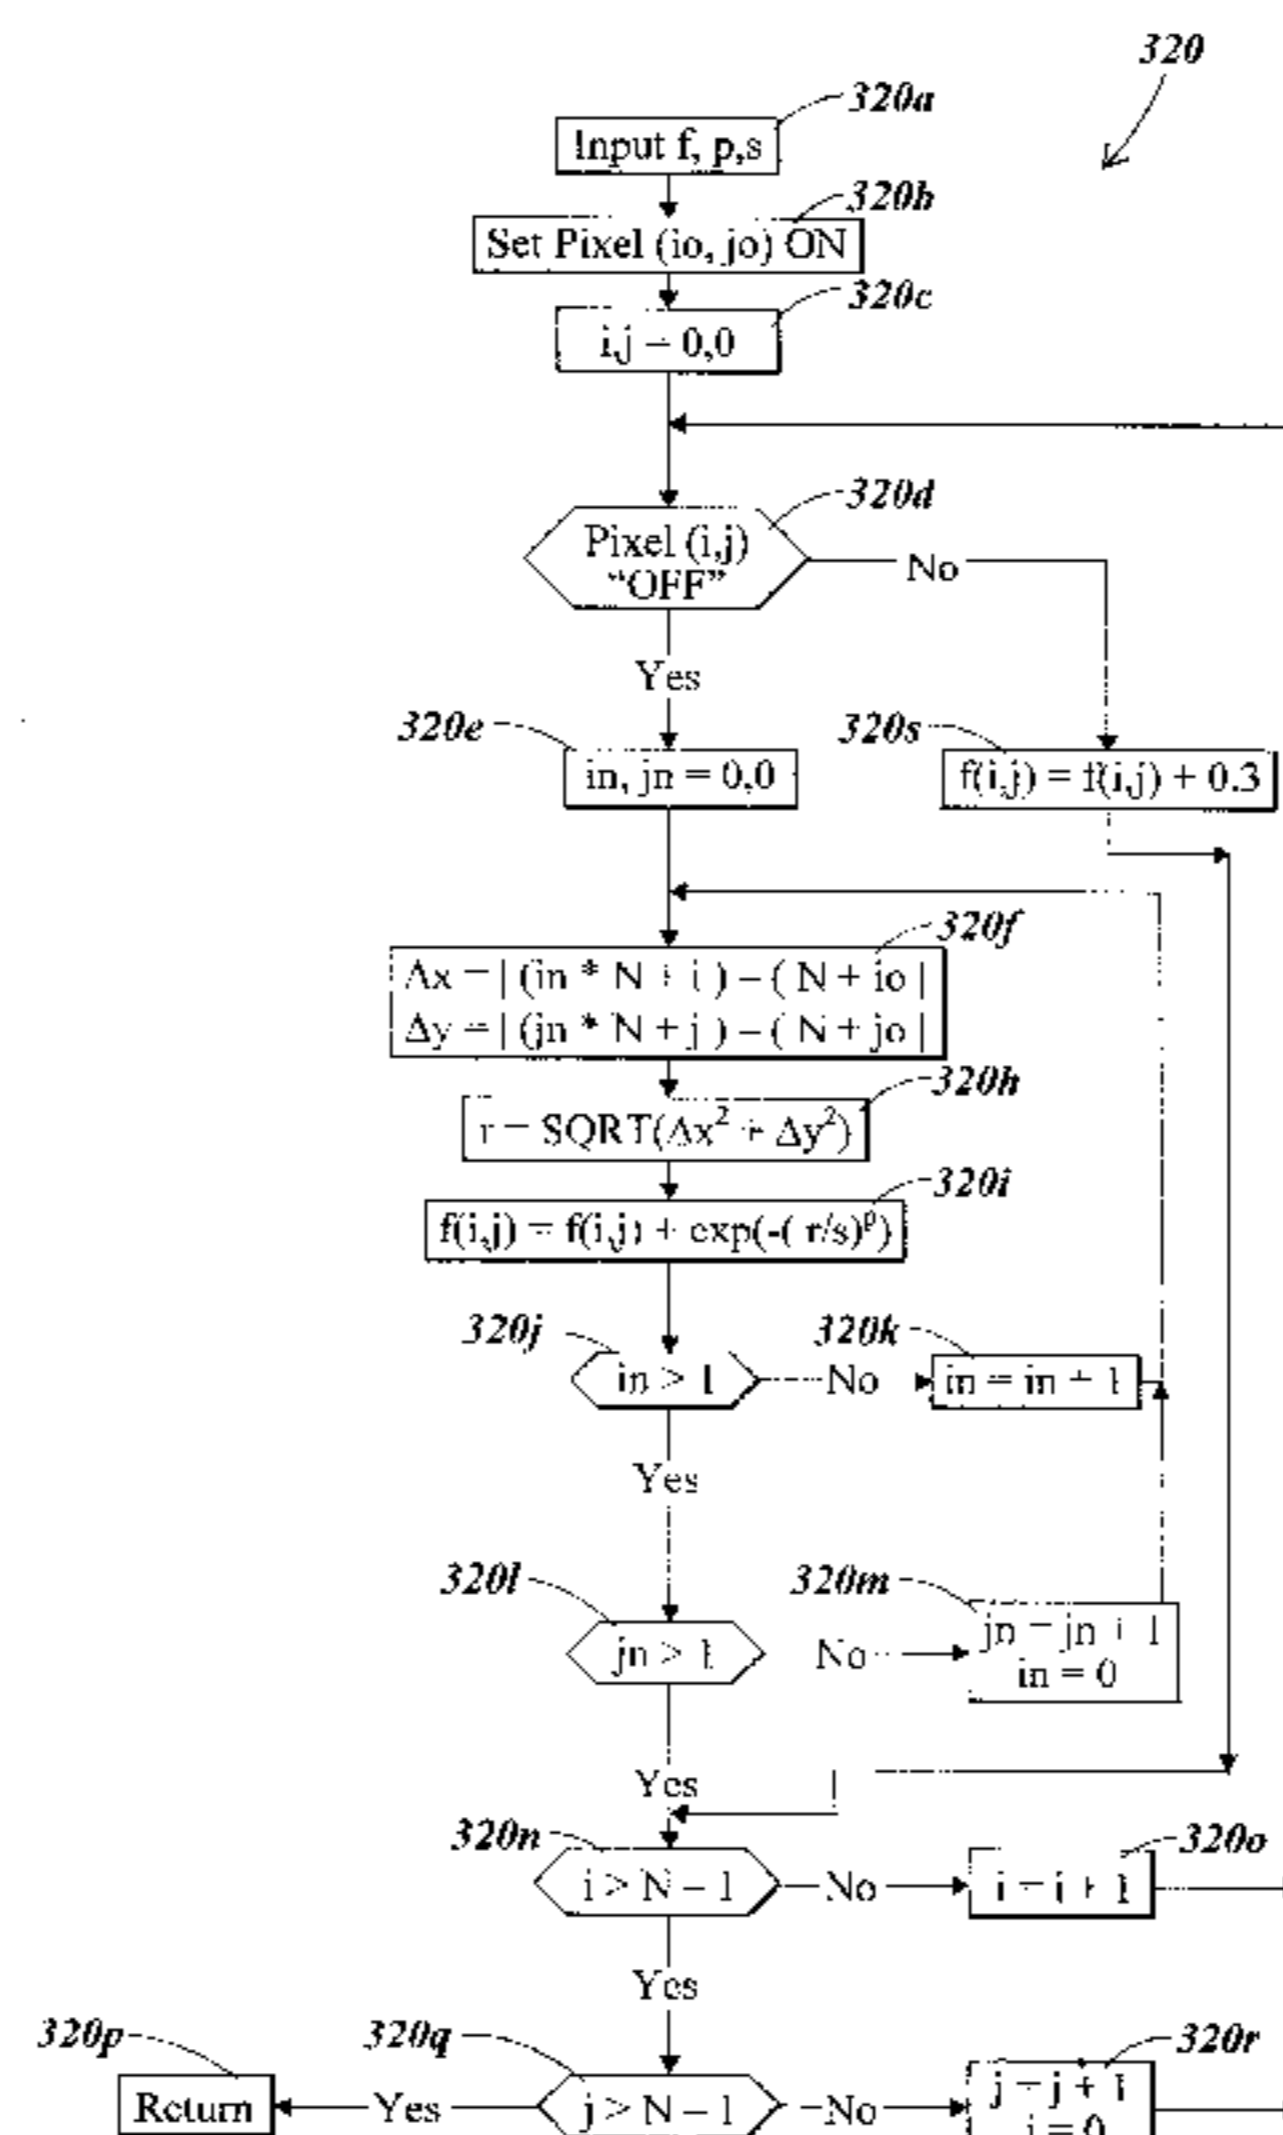 320
320a
Input f, p,s
320b
Set Pixel (io, jo) ON
320c
i,j = 0,0
320d
Pixel (i,j)
“OFF”
No
Yes
320e
in, jn = 0,0
320s
f(i,j) = f(i,j) + 0.3
320f
Δx = | (in * N + i ) – ( N + io |
Δy = | (jn * N + j ) – ( N + jo |
320h
r = SQRT(Δx² + Δy²)
320i
f(i,j) = f(i,j) + exp(-( r/s)ᵖ)
320j
in > 1
No
320k
in = in + 1
Yes
320l
jn > 1
No
320m
jn = jn + 1
in = 0
Yes
320n
i > N – 1
No
320o
i = i + 1
Yes
320p
Return
Yes
320q
j > N – 1
No
320r
j = j + 1
i = 0